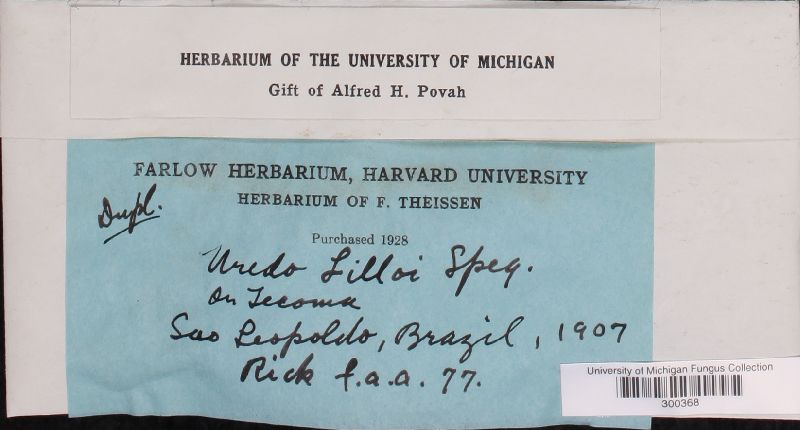 HERBARIUM OF THE UNIVERSITY OF MICHIGAN
Gift of Alfred H. Povah
FARLOW HERBARIUM, HARVARD UNIVERSITY
HERBARIUM OF F. THEISSEN
Dupl.
Purchased 1928
Uredo Lilloi Speg.
On Tecoma
Sao Leopoldo, Brazil, 1907
Rick f.a.a. 77.
University of Michigan Fungus Collection
300368